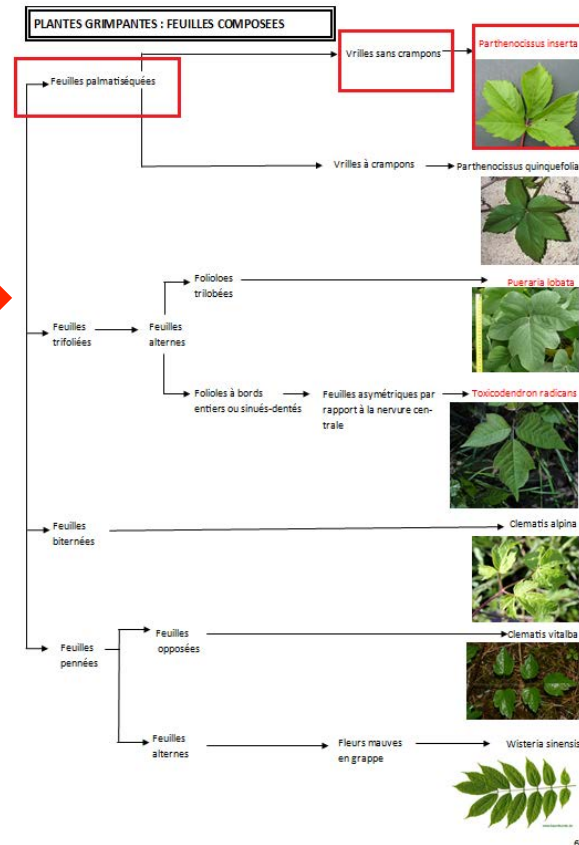 PLANTES GRIMPANTES : FEUILLES COMPOSEES
Feuilles palmatiséquées
Vrilles sans crampons
Parthenocissus inserta
Vrilles à crampons
Parthenocissus quinquefolia
Feuilles
trifoliées
Feuilles
alternes
Folioloes
trilobées
Pueraria lobata
Folioles à bords
entiers ou sinués-dentés
Feuilles asymétriques par
rapport à la nervure cen-
trale
Toxicodendron radicans
Feuilles
biternées
Clematis alpina
Feuilles
pennées
Feuilles
opposées
Clematis vitalba
Feuilles
alternes
Fleurs mauves
en grappe
Wisteria sinensis
6